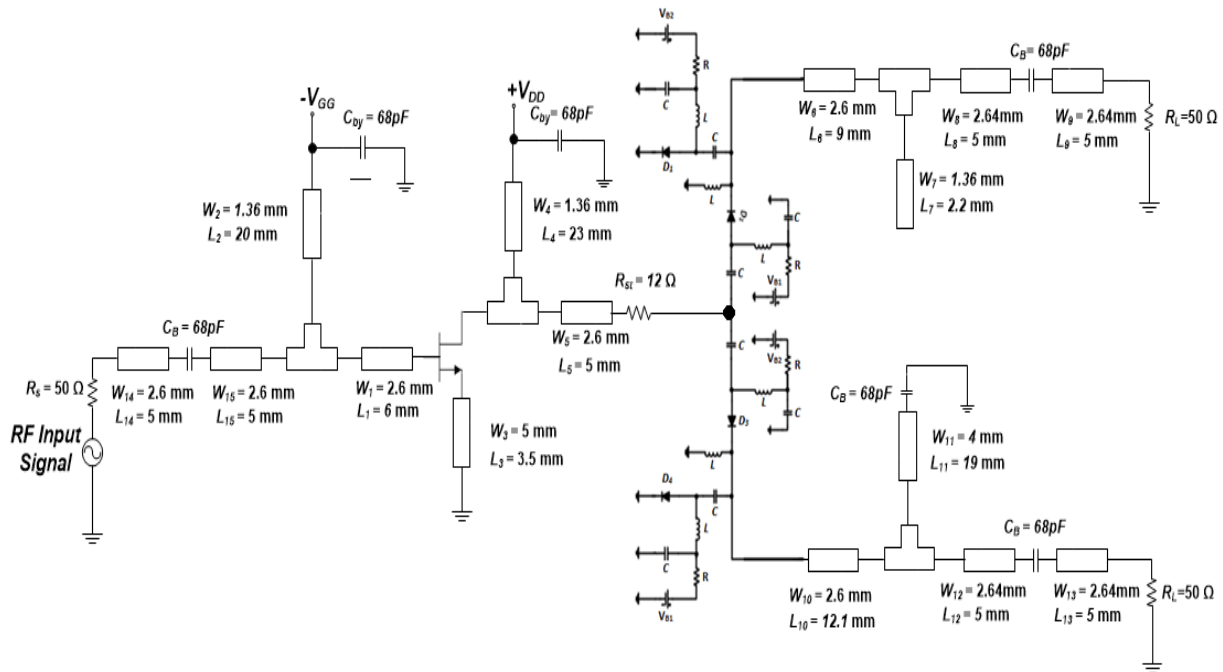 -V_GG
C_by = 68pF
W_2 = 1.36 mm
L_2 = 20 mm
C_B = 68pF
R_s = 50 Ω
RF Input
Signal
W_14 = 2.6 mm
L_14 = 5 mm
W_15 = 2.6 mm
L_15 = 5 mm
W_1 = 2.6 mm
L_1 = 6 mm
+V_DD
C_by = 68pF
W_4 = 1.36 mm
L_4 = 23 mm
W_3 = 5 mm
L_3 = 3.5 mm
W_5 = 2.6 mm
L_5 = 5 mm
R_st = 12 Ω
V_B2
R
C
L
D_1
C
L
C
L
R
C
V_B1
C
V_B2
R
L
C
D_3
L
D_4
C
L
C
R
V_B1
W_6 = 2.6 mm
L_6 = 9 mm
W_7 = 1.36 mm
L_7 = 2.2 mm
C_B = 68pF
W_8 = 2.64mm
L_8 = 5 mm
W_9 = 2.64mm
L_9 = 5 mm
R_L=50 Ω
C_B = 68pF
W_11 = 4 mm
L_11 = 19 mm
C_B = 68pF
W_10 = 2.6 mm
L_10 = 12.1 mm
W_12 = 2.64mm
L_12 = 5 mm
W_13 = 2.64mm
L_13 = 5 mm
R_L=50 Ω